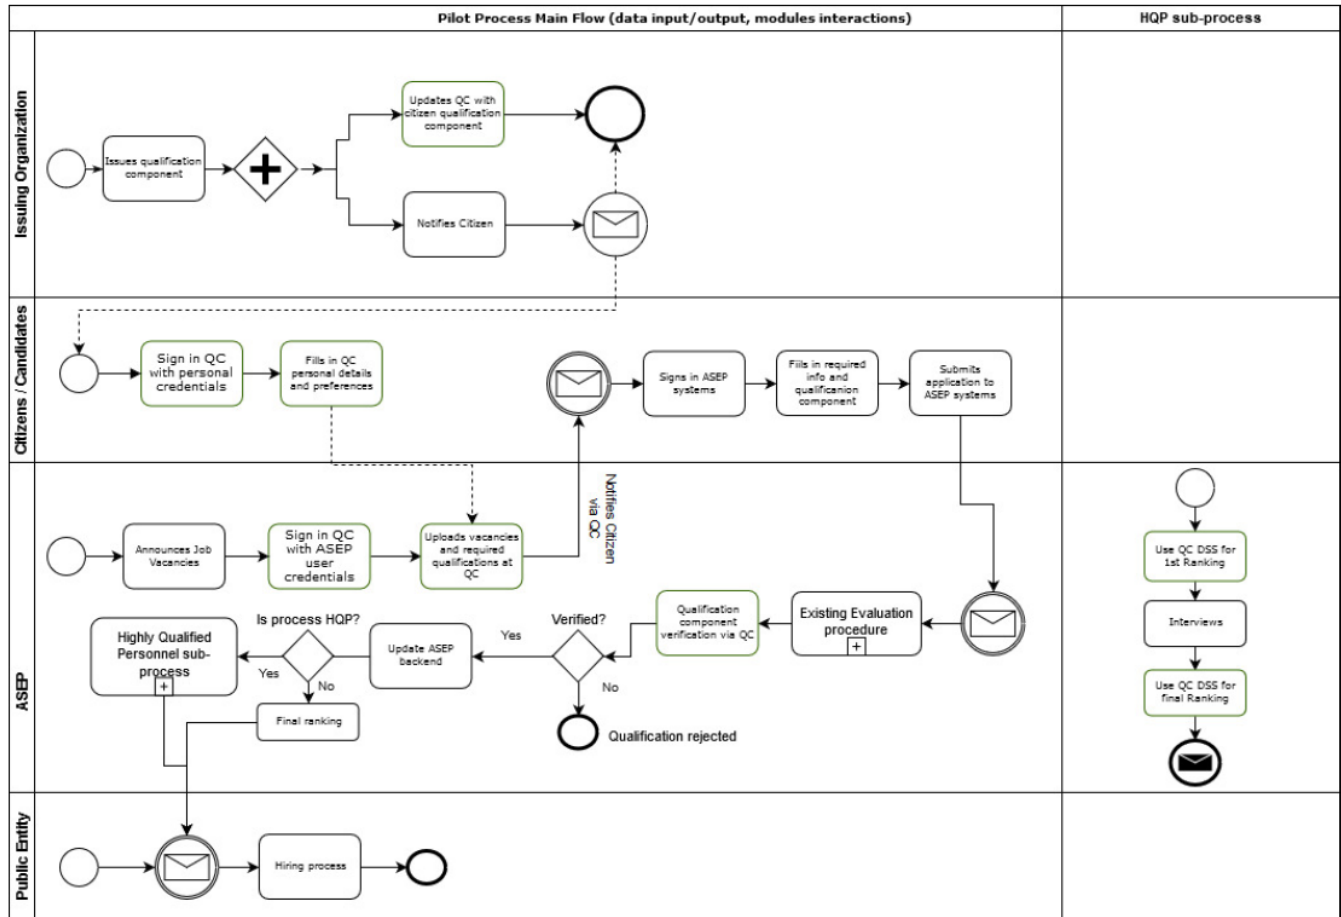 Pilot Process Main Flow (data input/output, modules interactions)
HQP sub-process
Issuing Organization
Issues qualification
component
Updates QC with
citizen qualification
component
Notifies Citizen
Citizens / Candidates
Sign in QC
with personal
credentials
Fills in QC
personal details
and preferences
Signs in ASEP
systems
Fiils in required
info and
qualificanion
component
Submits
application to
ASEP systems
Notifies Citizen
via QC
ASEP
Announces Job
Vacancies
Sign in QC
with ASEP
user
credentials
Uploads vacancies
and required
qualifications at
QC
Is process HQP?
Highly Qualified
Personnel sub-
process
Yes
No
Final ranking
Update ASEP
backend
Yes
Verified?
No
Qualification rejected
Qualification
component
verification via QC
Existing Evaluation
procedure
Use QC DSS for
1st Ranking
Interviews
Use QC DSS for
final Ranking
Public Entity
Hiring process